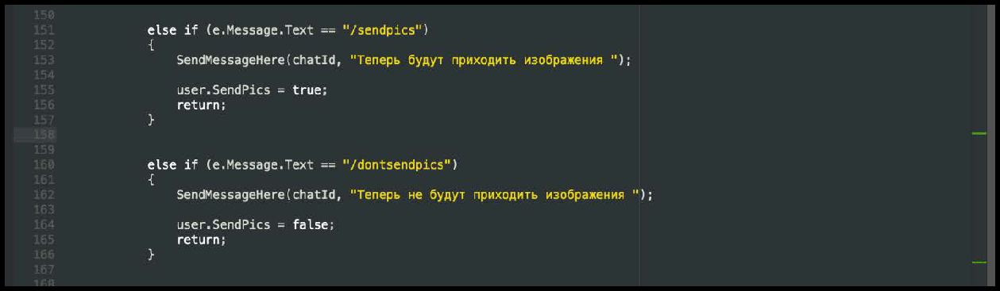 150
151 else if (e.Message.Text == "/sendpics")
152 {
153 SendMessageHere(chatId, "Теперь будут приходить изображения ");
154
155 user.SendPics = true;
156 return;
157 }
158
159
160 else if (e.Message.Text == "/dontsendpics")
161 {
162 SendMessageHere(chatId, "Теперь не будут приходить изображения ");
163
164 user.SendPics = false;
165 return;
166 }
167
168